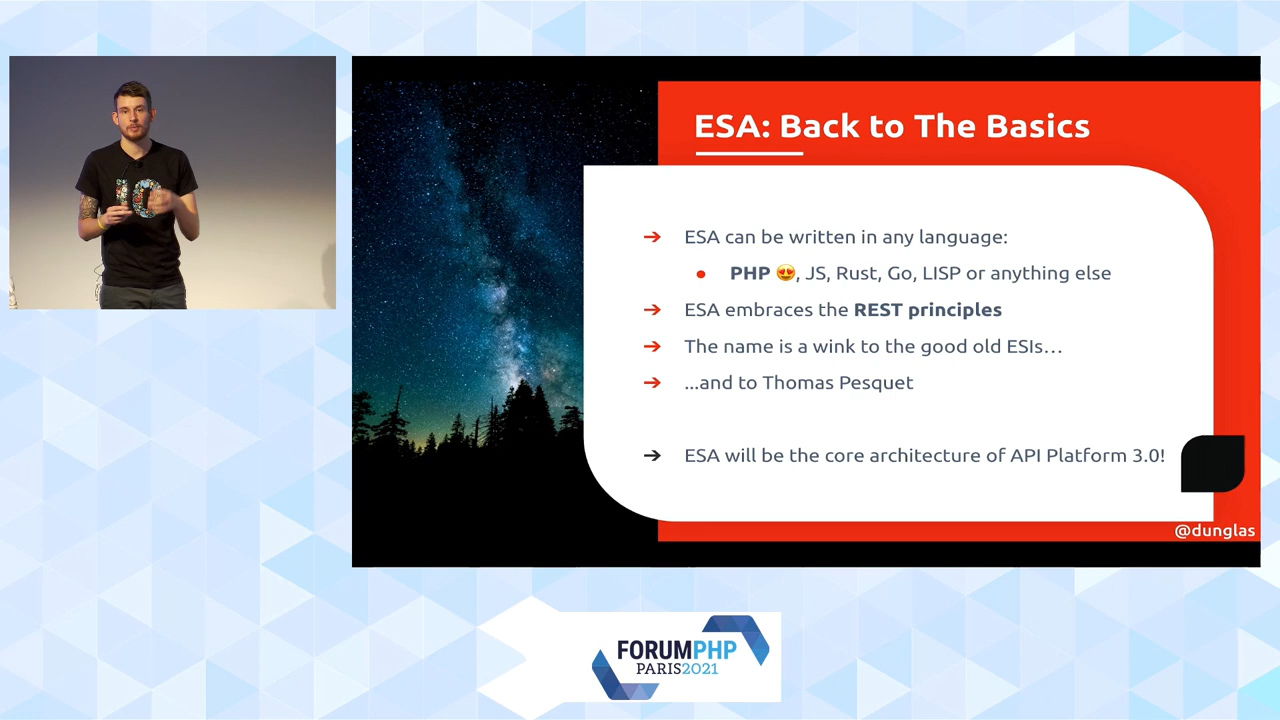 ESA: Back to The Basics
➔ ESA can be written in any language:
● PHP 😍, JS, Rust, Go, LISP or anything else
➔ ESA embraces the REST principles
➔ The name is a wink to the good old ESIs…
➔ ...and to Thomas Pesquet
➔ ESA will be the core architecture of API Platform 3.0!
@dunglas
FORUMPHP
PARIS2021